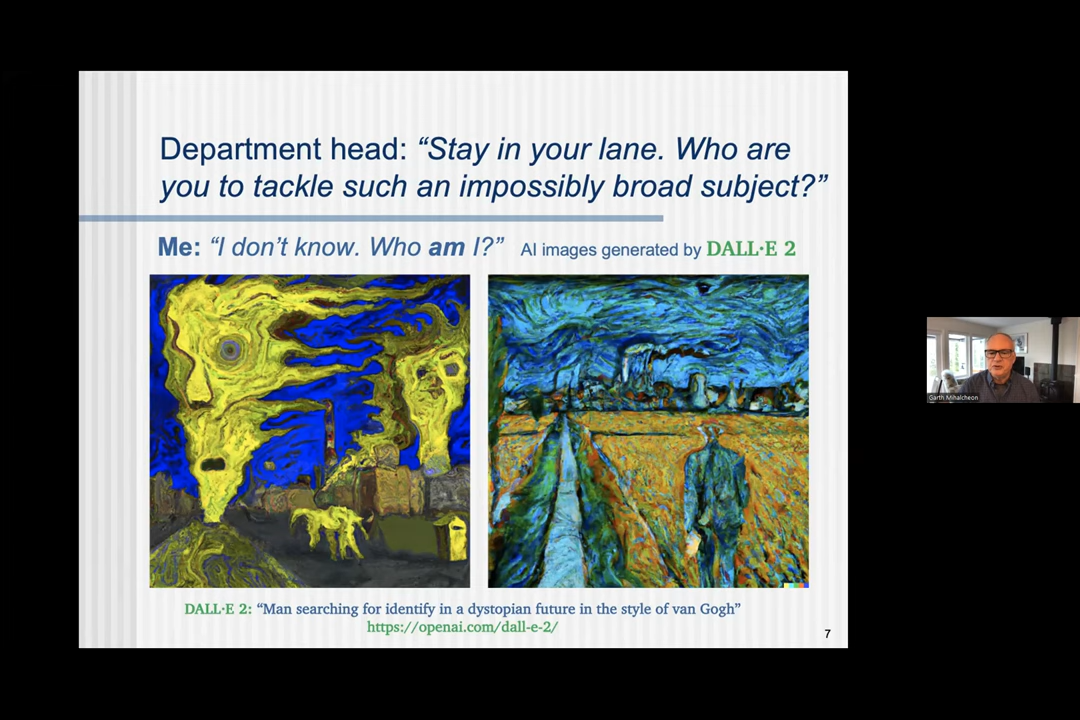 Department head: “Stay in your lane. Who are
you to tackle such an impossibly broad subject?”
Me: “I don’t know. Who am I?” AI images generated by DALL·E 2
DALL·E 2: “Man searching for identify in a dystopian future in the style of van Gogh”
https://openai.com/dall-e-2/
7
Garth Mihalcheon